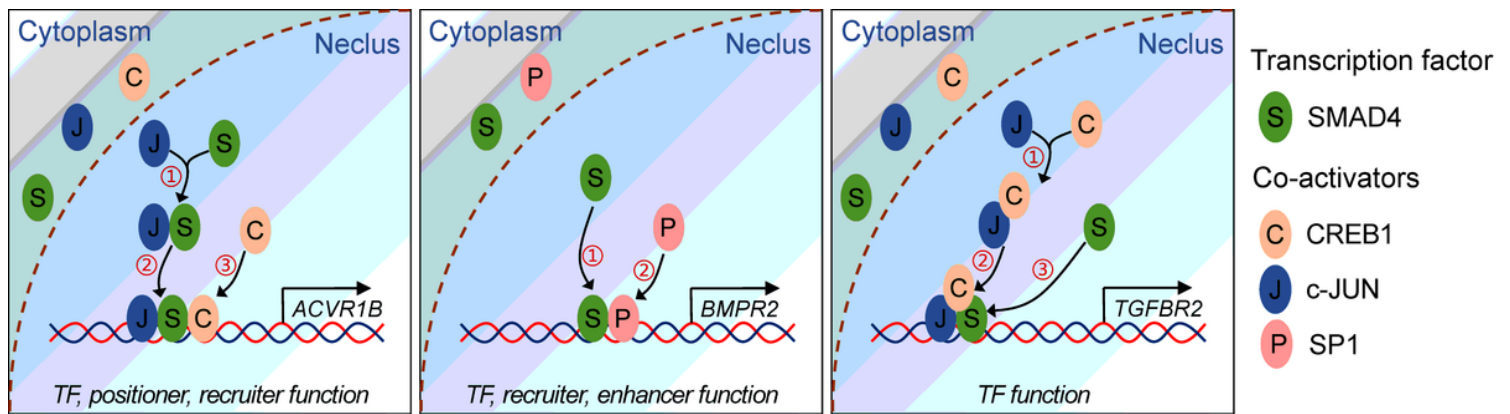 Cytoplasm
Neclus
C
J
S
J
S
①
J
S
C
②
③
J
S
C
ACVR1B
TF, positioner, recruiter function
Cytoplasm
Neclus
P
S
S
P
①
②
S
P
BMPR2
TF, recruiter, enhancer function
Cytoplasm
Neclus
C
J
S
J
C
①
C
J
S
②
③
C
J
S
TGFBR2
TF function
Transcription factor
S SMAD4
Co-activators
C CREB1
J c-JUN
P SP1